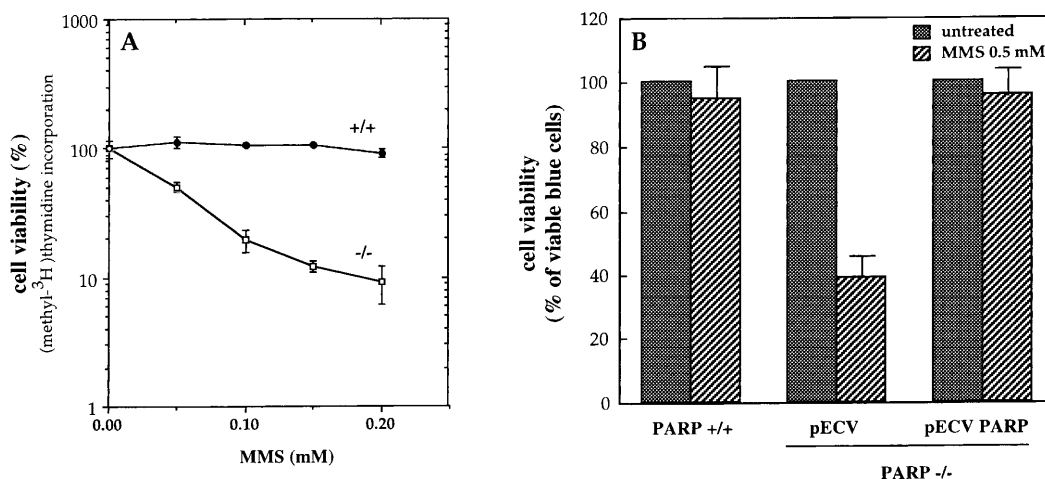 A
1000
100
10
1
+/+
-/-
cell viability (%)
(methyl-³H )thymidine incorporation
0.00
0.10
0.20
MMS (mM)
B
untreated
MMS 0.5 mM
120
100
80
60
40
20
0
cell viability
(% of viable blue cells)
PARP +/+
pECV
pECV PARP
PARP -/-